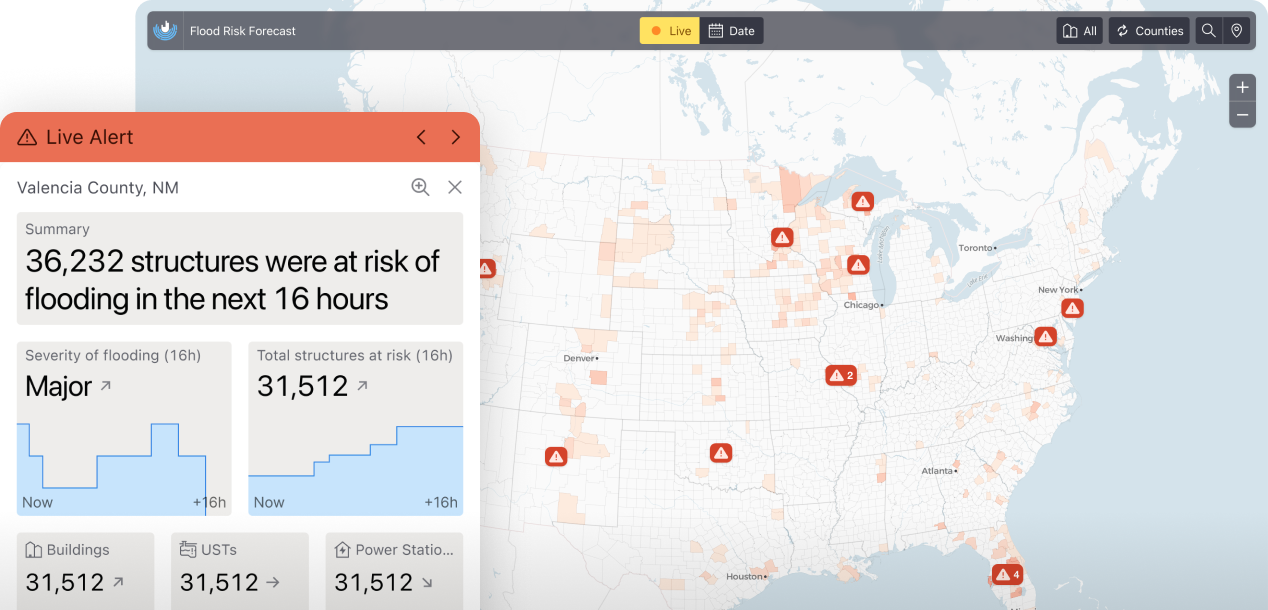 Flood Risk Forecast
Live
Date
All
Counties
Live Alert
Valencia County, NM
Summary
36,232 structures were at risk of
flooding in the next 16 hours
Severity of flooding (16h)
Major
Now
+16h
Total structures at risk (16h)
31,512
Now
+16h
Buildings
31,512
USTs
31,512
Power Statio...
31,512
Toronto
Lake Erie
New York
Chicago
Washing
Denver
2
Atlanta
Houston
4